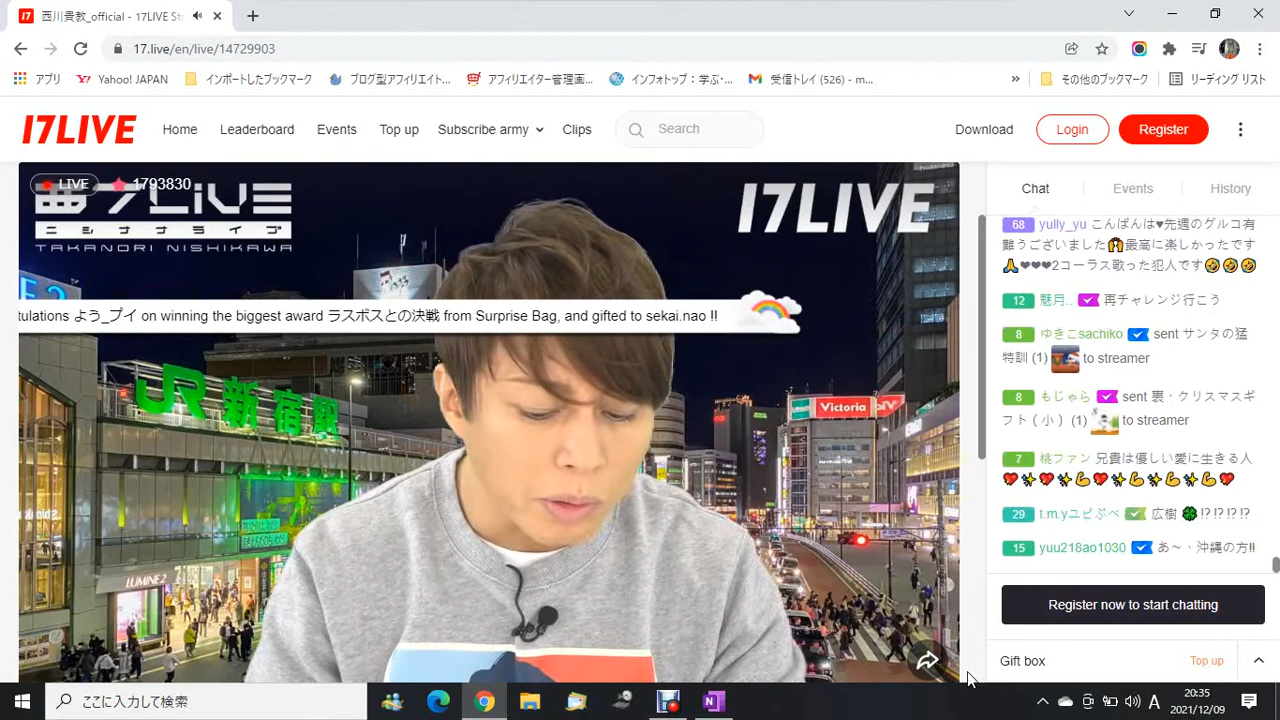 西川貴教_official - 17LIVE St
17.live/en/live/14729903
アプリ
Yahoo! JAPAN
インポートしたブックマーク
ブログ型アフィリエイト...
アフィリエイター管理画...
インフォトップ：学ぶ・...
受信トレイ (526) - m...
»
その他のブックマーク
リーディング リスト
17LIVE
Home
Leaderboard
Events
Top up
Subscribe army
Clips
Search
Download
Login
Register
LIVE
1793830
西7LIVE
ニシナナライブ
TAKANORI NISHIKAWA
17LIVE
tulations よう_プイ on winning the biggest award ラスボスとの決戦 from Surprise Bag, and gifted to sekai.nao !!
JR新宿駅
LUMINE2
Victoria
Chat
Events
History
68 yully_yu こんばんは♥先週のグルコ有
難うございました🙌最高に楽しかったです
🙏❤❤❤2コーラス歌った犯人です🤣🤣🤣
12 魅月.. 再チャレンジ行こう
8 ゆきこsachiko sent サンタの猛
特訓 (1) to streamer
8 もじゃら sent 裏・クリスマスギ
フト ( 小 ) (1) to streamer
7 桃ファン 兄貴は優しい愛に生きる人
❤✨❤✨💪❤✨💪✨💪✨💪❤
29 t.m.yユピぷぺ 広樹 🍀⁉⁉⁉⁉
15 yuu218ao1030 あ〜、沖縄の方!!
Register now to start chatting
Gift box
Top up
ここに入力して検索
A
20:35
2021/12/09